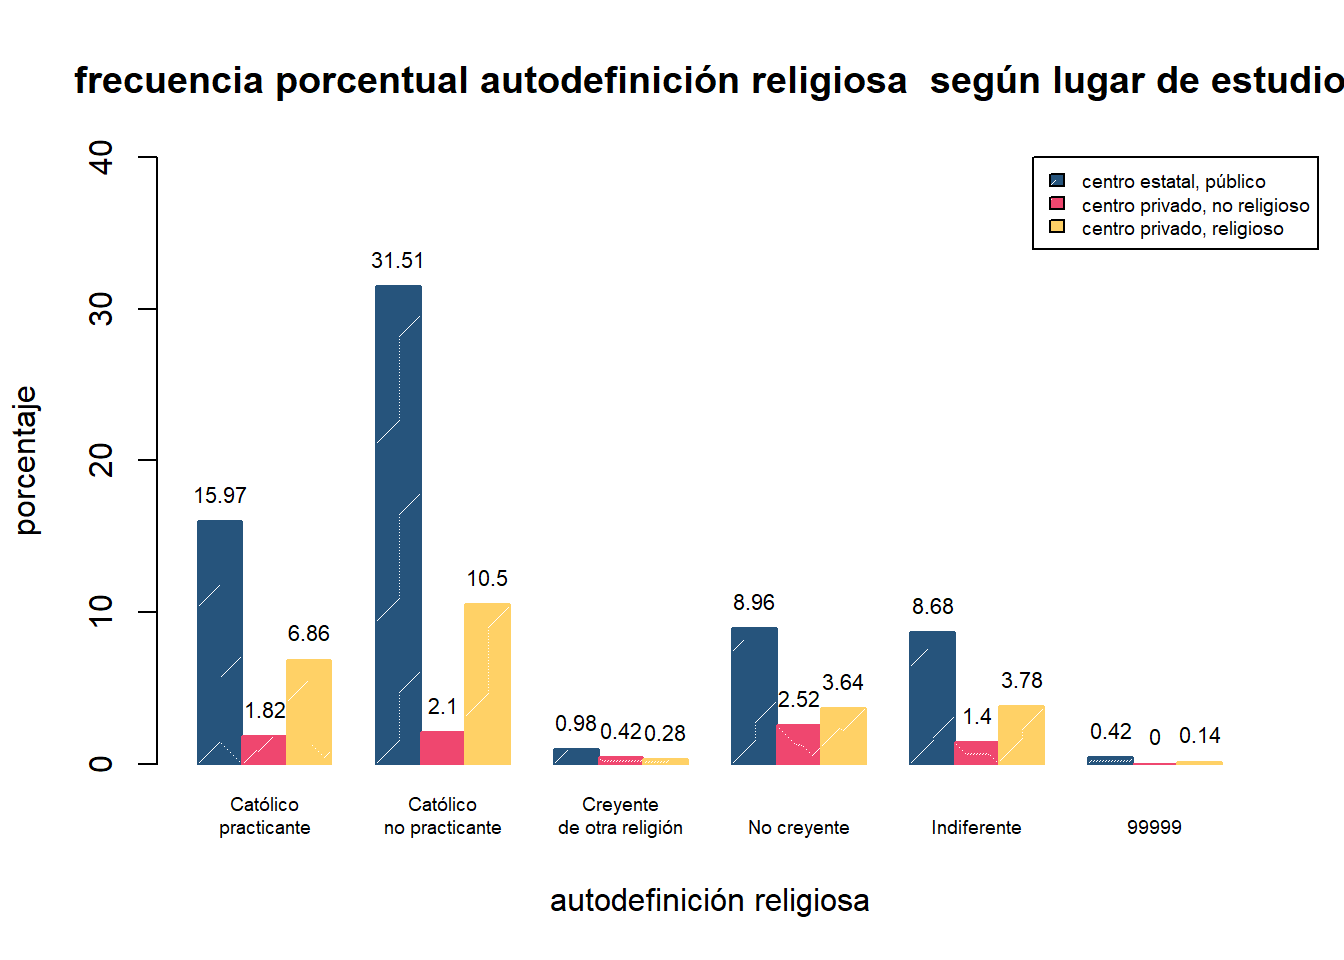 frecuencia porcentual autodefinición religiosa  según lugar de estudio
centro estatal, público
centro privado, no religioso
centro privado, religioso
porcentaje
40
30
20
10
0
15.97
1.82
6.86
31.51
2.1
10.5
0.98
0.42
0.28
8.96
2.52
3.64
8.68
1.4
3.78
0.42
0
0.14
Católico
practicante
Católico
no practicante
Creyente
de otra religión
No creyente
Indiferente
99999
autodefinición religiosa